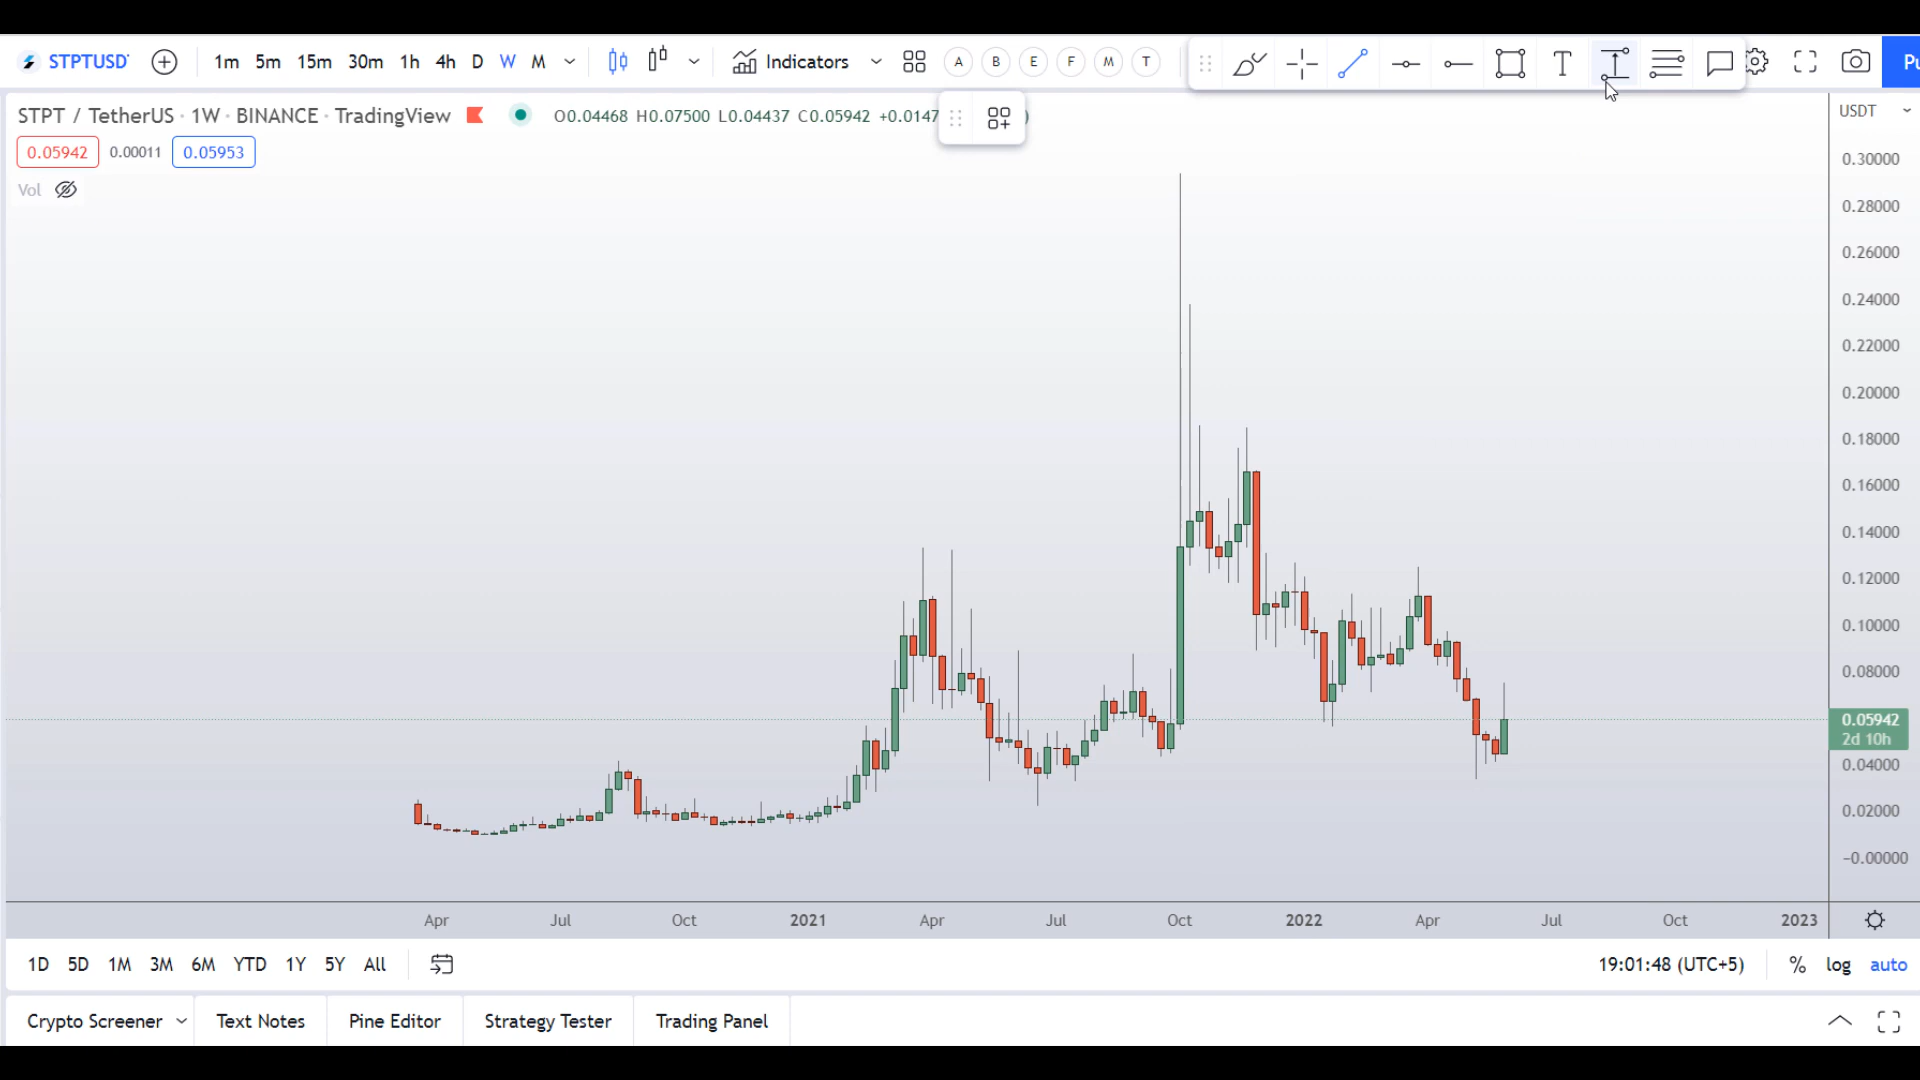 STPTUSD 1m 5m 15m 30m 1h 4h D W M Indicators A B E F M T T Pu
STPT / TetherUS · 1W · BINANCE · TradingView O0.04468 H0.07500 L0.04437 C0.05942 +0.0147 ) USDT
0.05942 0.00011 0.05953
Vol
0.30000
0.28000
0.26000
0.24000
0.22000
0.20000
0.18000
0.16000
0.14000
0.12000
0.10000
0.08000
0.05942
2d 10h
0.04000
0.02000
−0.00000
Apr Jul Oct 2021 Apr Jul Oct 2022 Apr Jul Oct 2023
1D 5D 1M 3M 6M YTD 1Y 5Y All 19:01:48 (UTC+5) % log auto
Crypto Screener Text Notes Pine Editor Strategy Tester Trading Panel